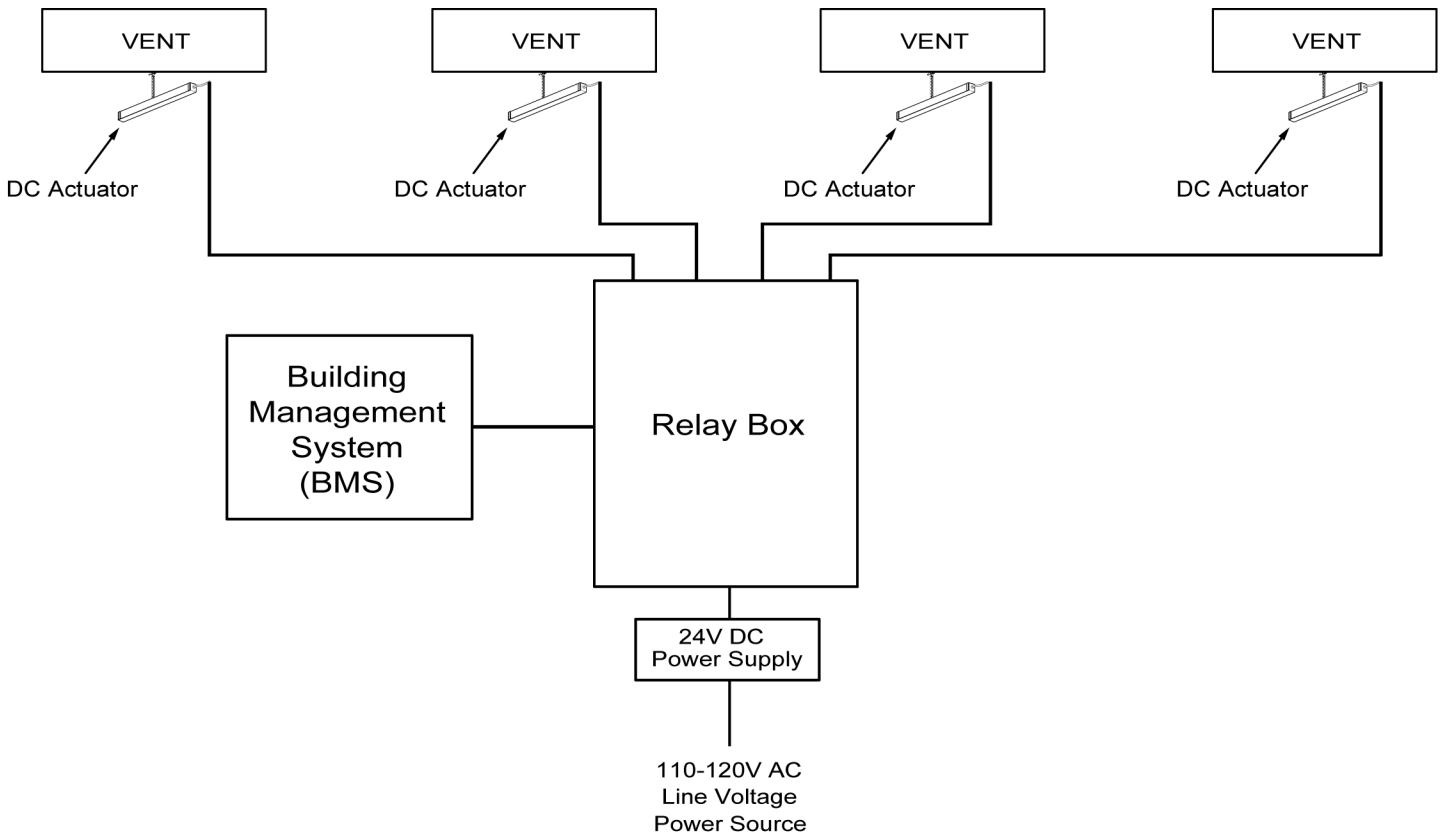 VENT
VENT
VENT
VENT
DC Actuator
DC Actuator
DC Actuator
DC Actuator
Building
Management
System
(BMS)
Relay Box
24V DC
Power Supply
110-120V AC
Line Voltage
Power Source